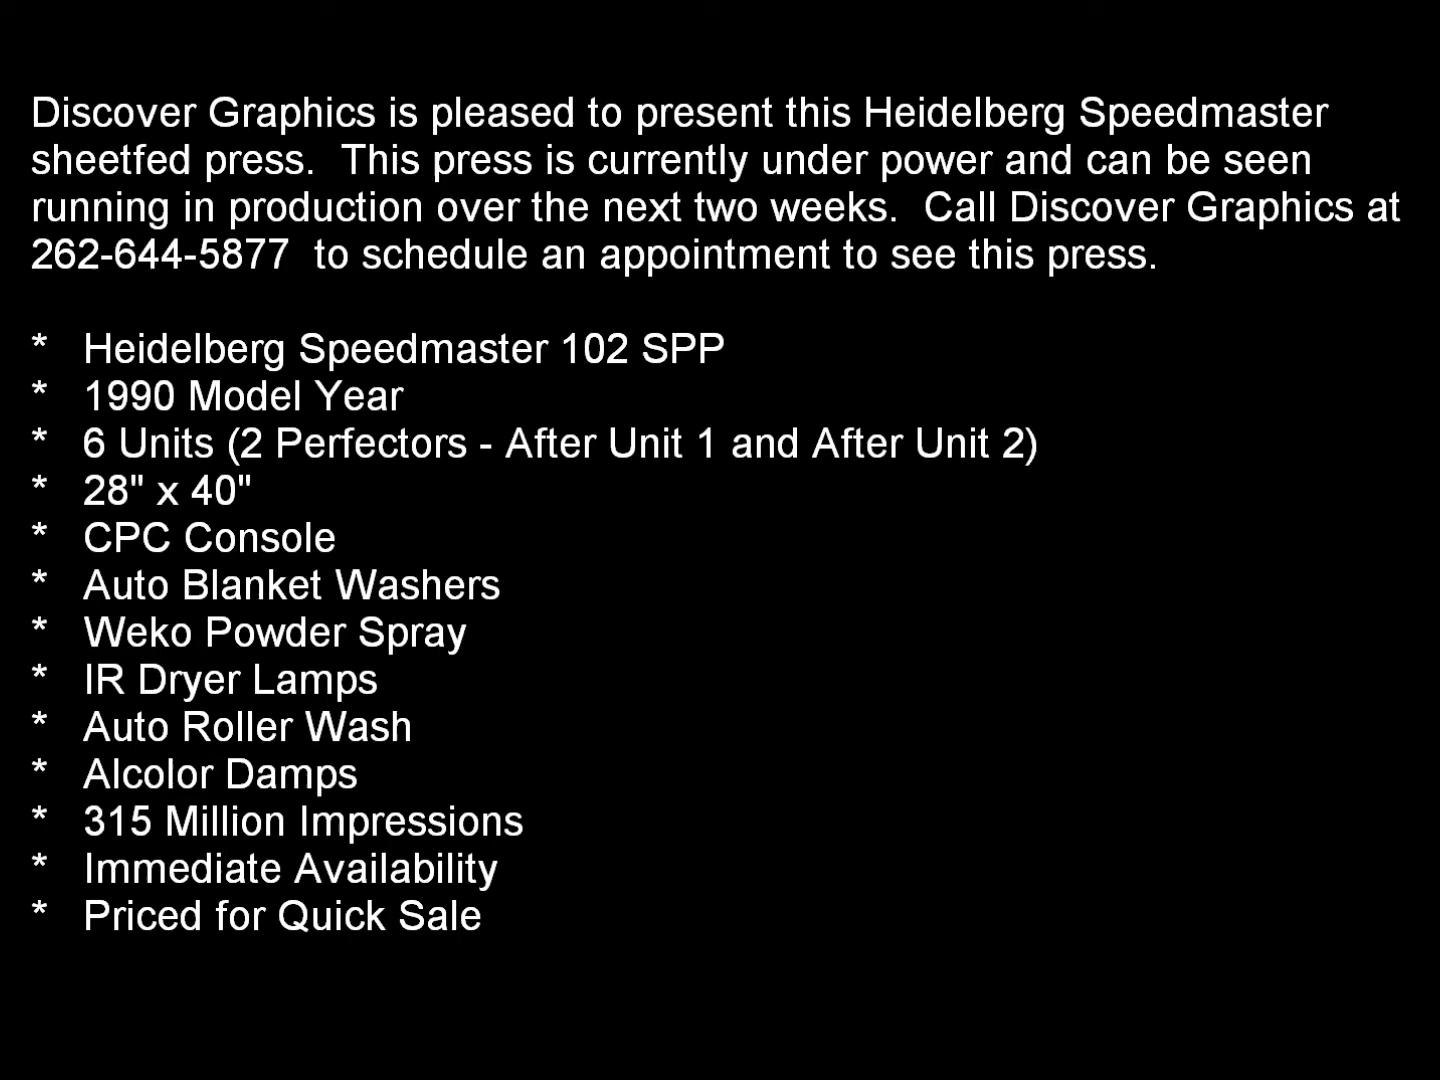 Discover Graphics is pleased to present this Heidelberg Speedmaster
sheetfed press.  This press is currently under power and can be seen
running in production over the next two weeks.  Call Discover Graphics at
262-644-5877  to schedule an appointment to see this press.
*   Heidelberg Speedmaster 102 SPP
*   1990 Model Year
*   6 Units (2 Perfectors - After Unit 1 and After Unit 2)
*   28" x 40"
*   CPC Console
*   Auto Blanket Washers
*   Weko Powder Spray
*   IR Dryer Lamps
*   Auto Roller Wash
*   Alcolor Damps
*   315 Million Impressions
*   Immediate Availability
*   Priced for Quick Sale